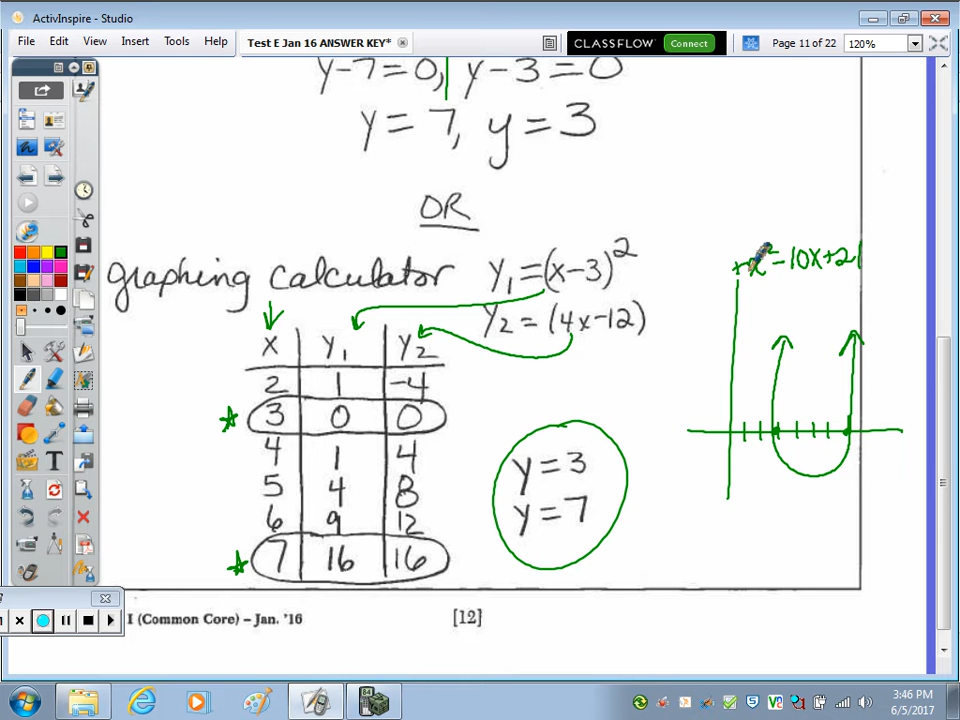 ActivInspire - Studio
File Edit View Insert Tools Help
Test E Jan 16 ANSWER KEY*
CLASSFLOW Connect
Page 11 of 22
120%
y-7=0, y-3=0
y=7, y=3
OR
graphing calculator
y₁=(x-3)²
y₂=(4x-12)
+x²-10x+21
x y₁ y₂
2 1 -4
3 0 0
4 1 4
5 4 8
6 9 12
7 16 16
y=3
y=7
I (Common Core) – Jan. '16
[12]
3:46 PM
6/5/2017